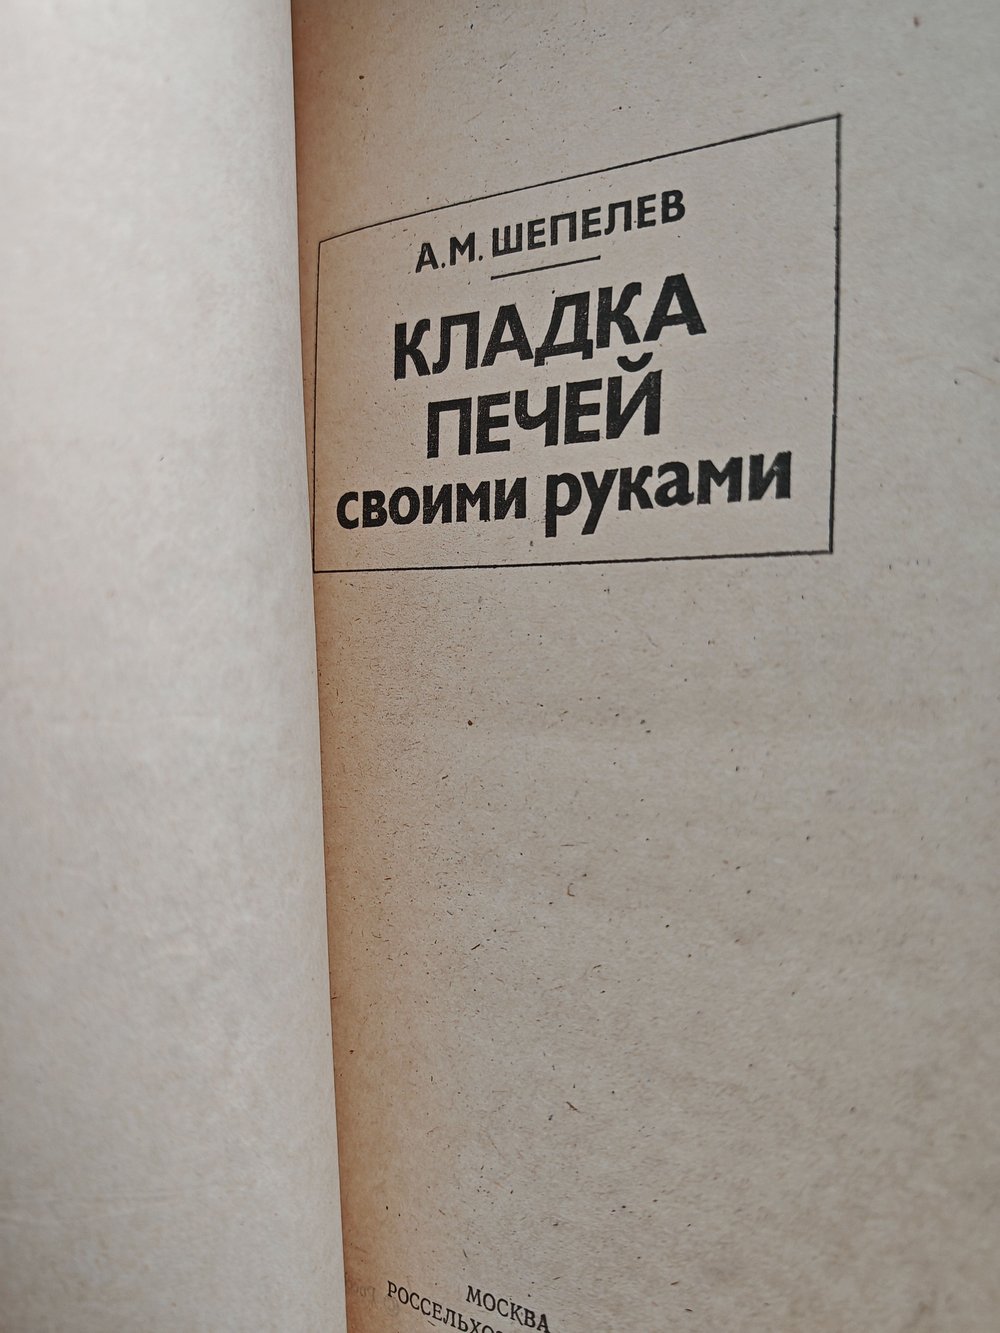 А.М. ШЕПЕЛЕВ
КЛАДКА
ПЕЧЕЙ
своими руками
МОСКВА